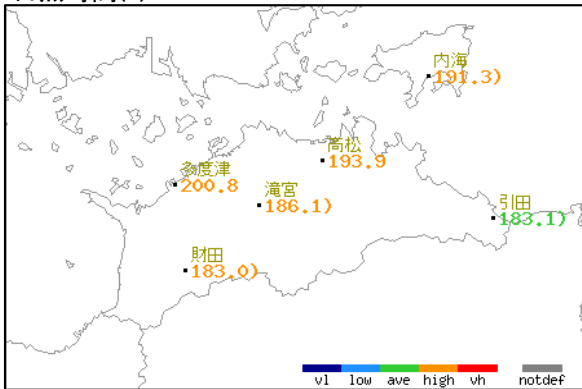 内海
191.3)
高松
193.9
多度津
200.8
滝宮
186.1)
引田
183.1)
財田
183.0)
vl low ave high vh notdef